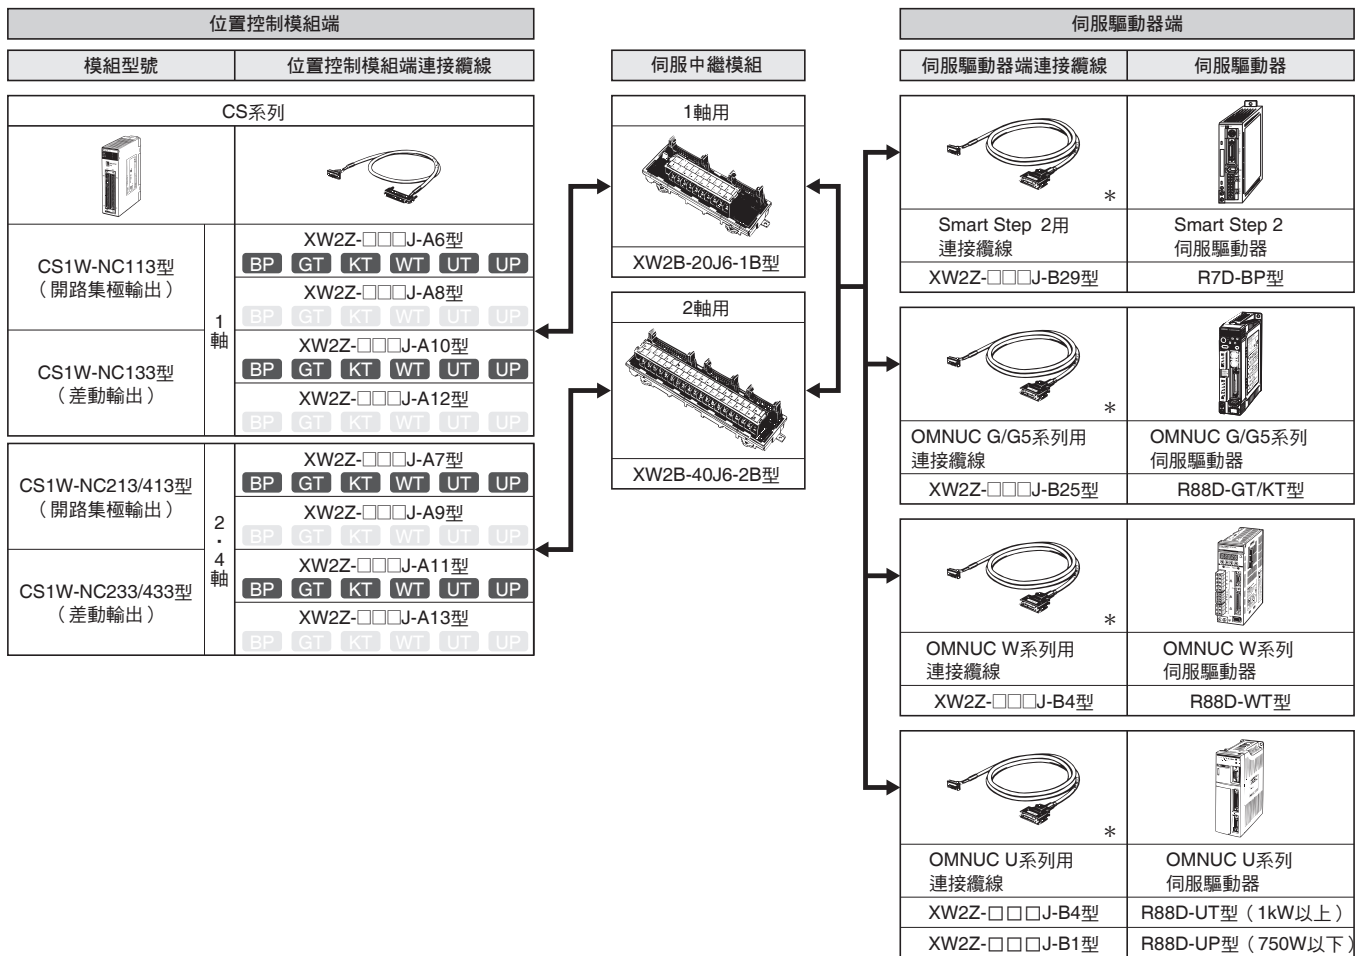 位置控制模組端
模組型號
位置控制模組端連接纜線
CS系列
CS1W-NC113型
（開路集極輸出）
CS1W-NC133型
（差動輸出）
1
軸
XW2Z-□□□J-A6型
BP GT KT WT UT UP
XW2Z-□□□J-A8型
BP GT KT WT UT UP
XW2Z-□□□J-A10型
BP GT KT WT UT UP
XW2Z-□□□J-A12型
BP GT KT WT UT UP
CS1W-NC213/413型
（開路集極輸出）
CS1W-NC233/433型
（差動輸出）
2
・
4
軸
XW2Z-□□□J-A7型
BP GT KT WT UT UP
XW2Z-□□□J-A9型
BP GT KT WT UT UP
XW2Z-□□□J-A11型
BP GT KT WT UT UP
XW2Z-□□□J-A13型
BP GT KT WT UT UP
伺服中繼模組
1軸用
XW2B-20J6-1B型
2軸用
XW2B-40J6-2B型
伺服驅動器端
伺服驅動器端連接纜線
伺服驅動器
*
Smart Step 2用
連接纜線
XW2Z-□□□J-B29型
Smart Step 2
伺服驅動器
R7D-BP型
*
OMNUC G/G5系列用
連接纜線
XW2Z-□□□J-B25型
OMNUC G/G5系列
伺服驅動器
R88D-GT/KT型
*
OMNUC W系列用
連接纜線
XW2Z-□□□J-B4型
OMNUC W系列
伺服驅動器
R88D-WT型
*
OMNUC U系列用
連接纜線
XW2Z-□□□J-B4型
XW2Z-□□□J-B1型
OMNUC U系列
伺服驅動器
R88D-UT型（1kW以上）
R88D-UP型（750W以下）